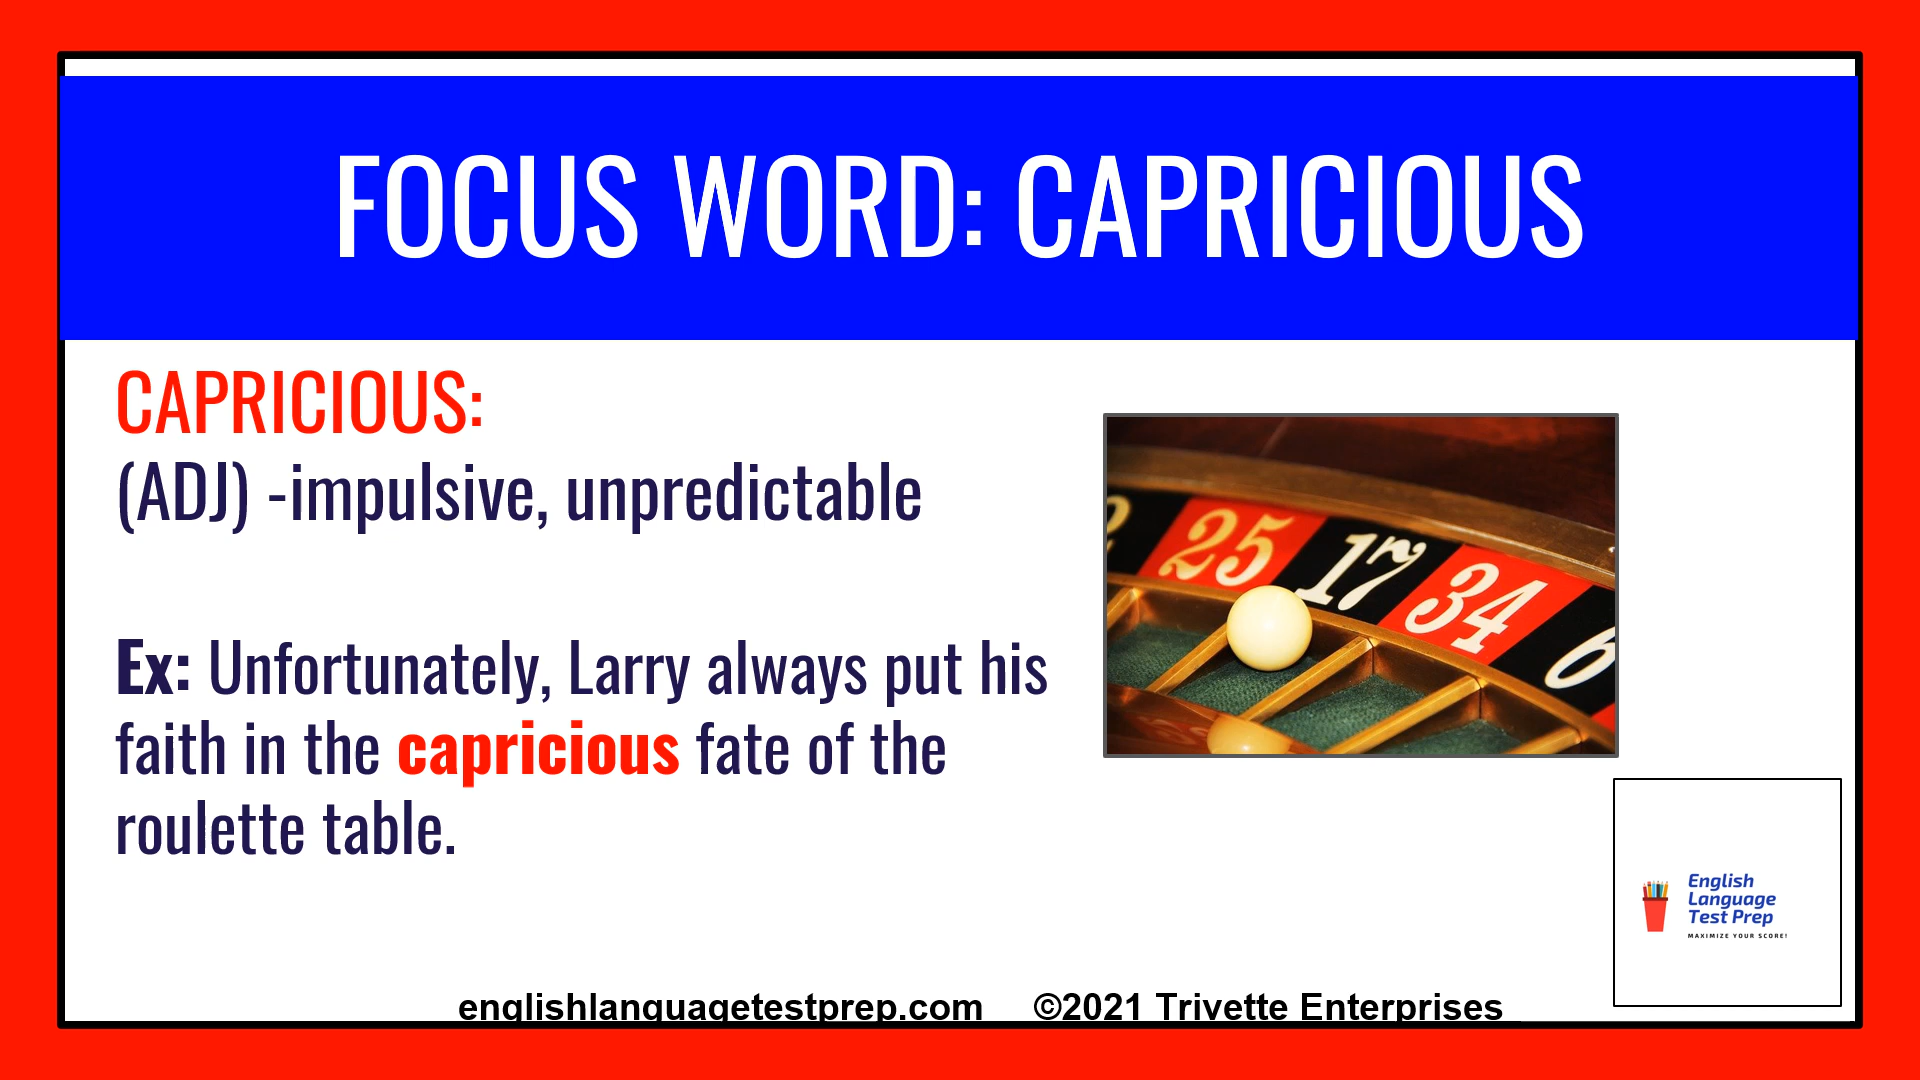 FOCUS WORD: CAPRICIOUS
CAPRICIOUS:
(ADJ) -impulsive, unpredictable
Ex: Unfortunately, Larry always put his
faith in the capricious fate of the
roulette table.
25
17
34
6
English
Language
Test Prep
MAXIMIZE YOUR SCORE!
englishlanguagetestprep.com ©2021 Trivette Enterprises